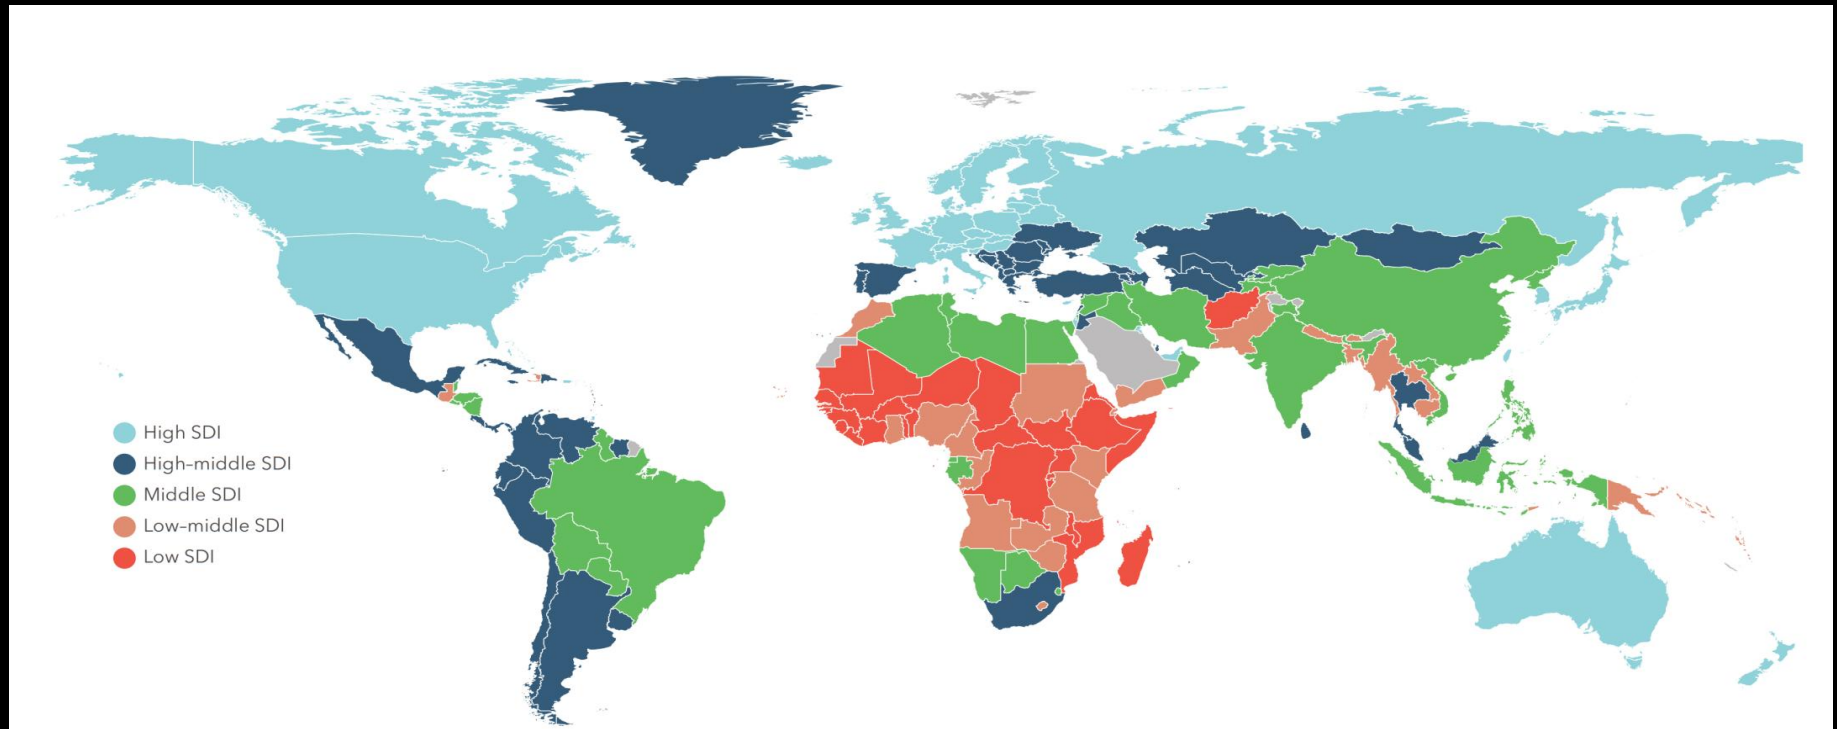 High SDI
High-middle SDI
Middle SDI
Low-middle SDI
Low SDI